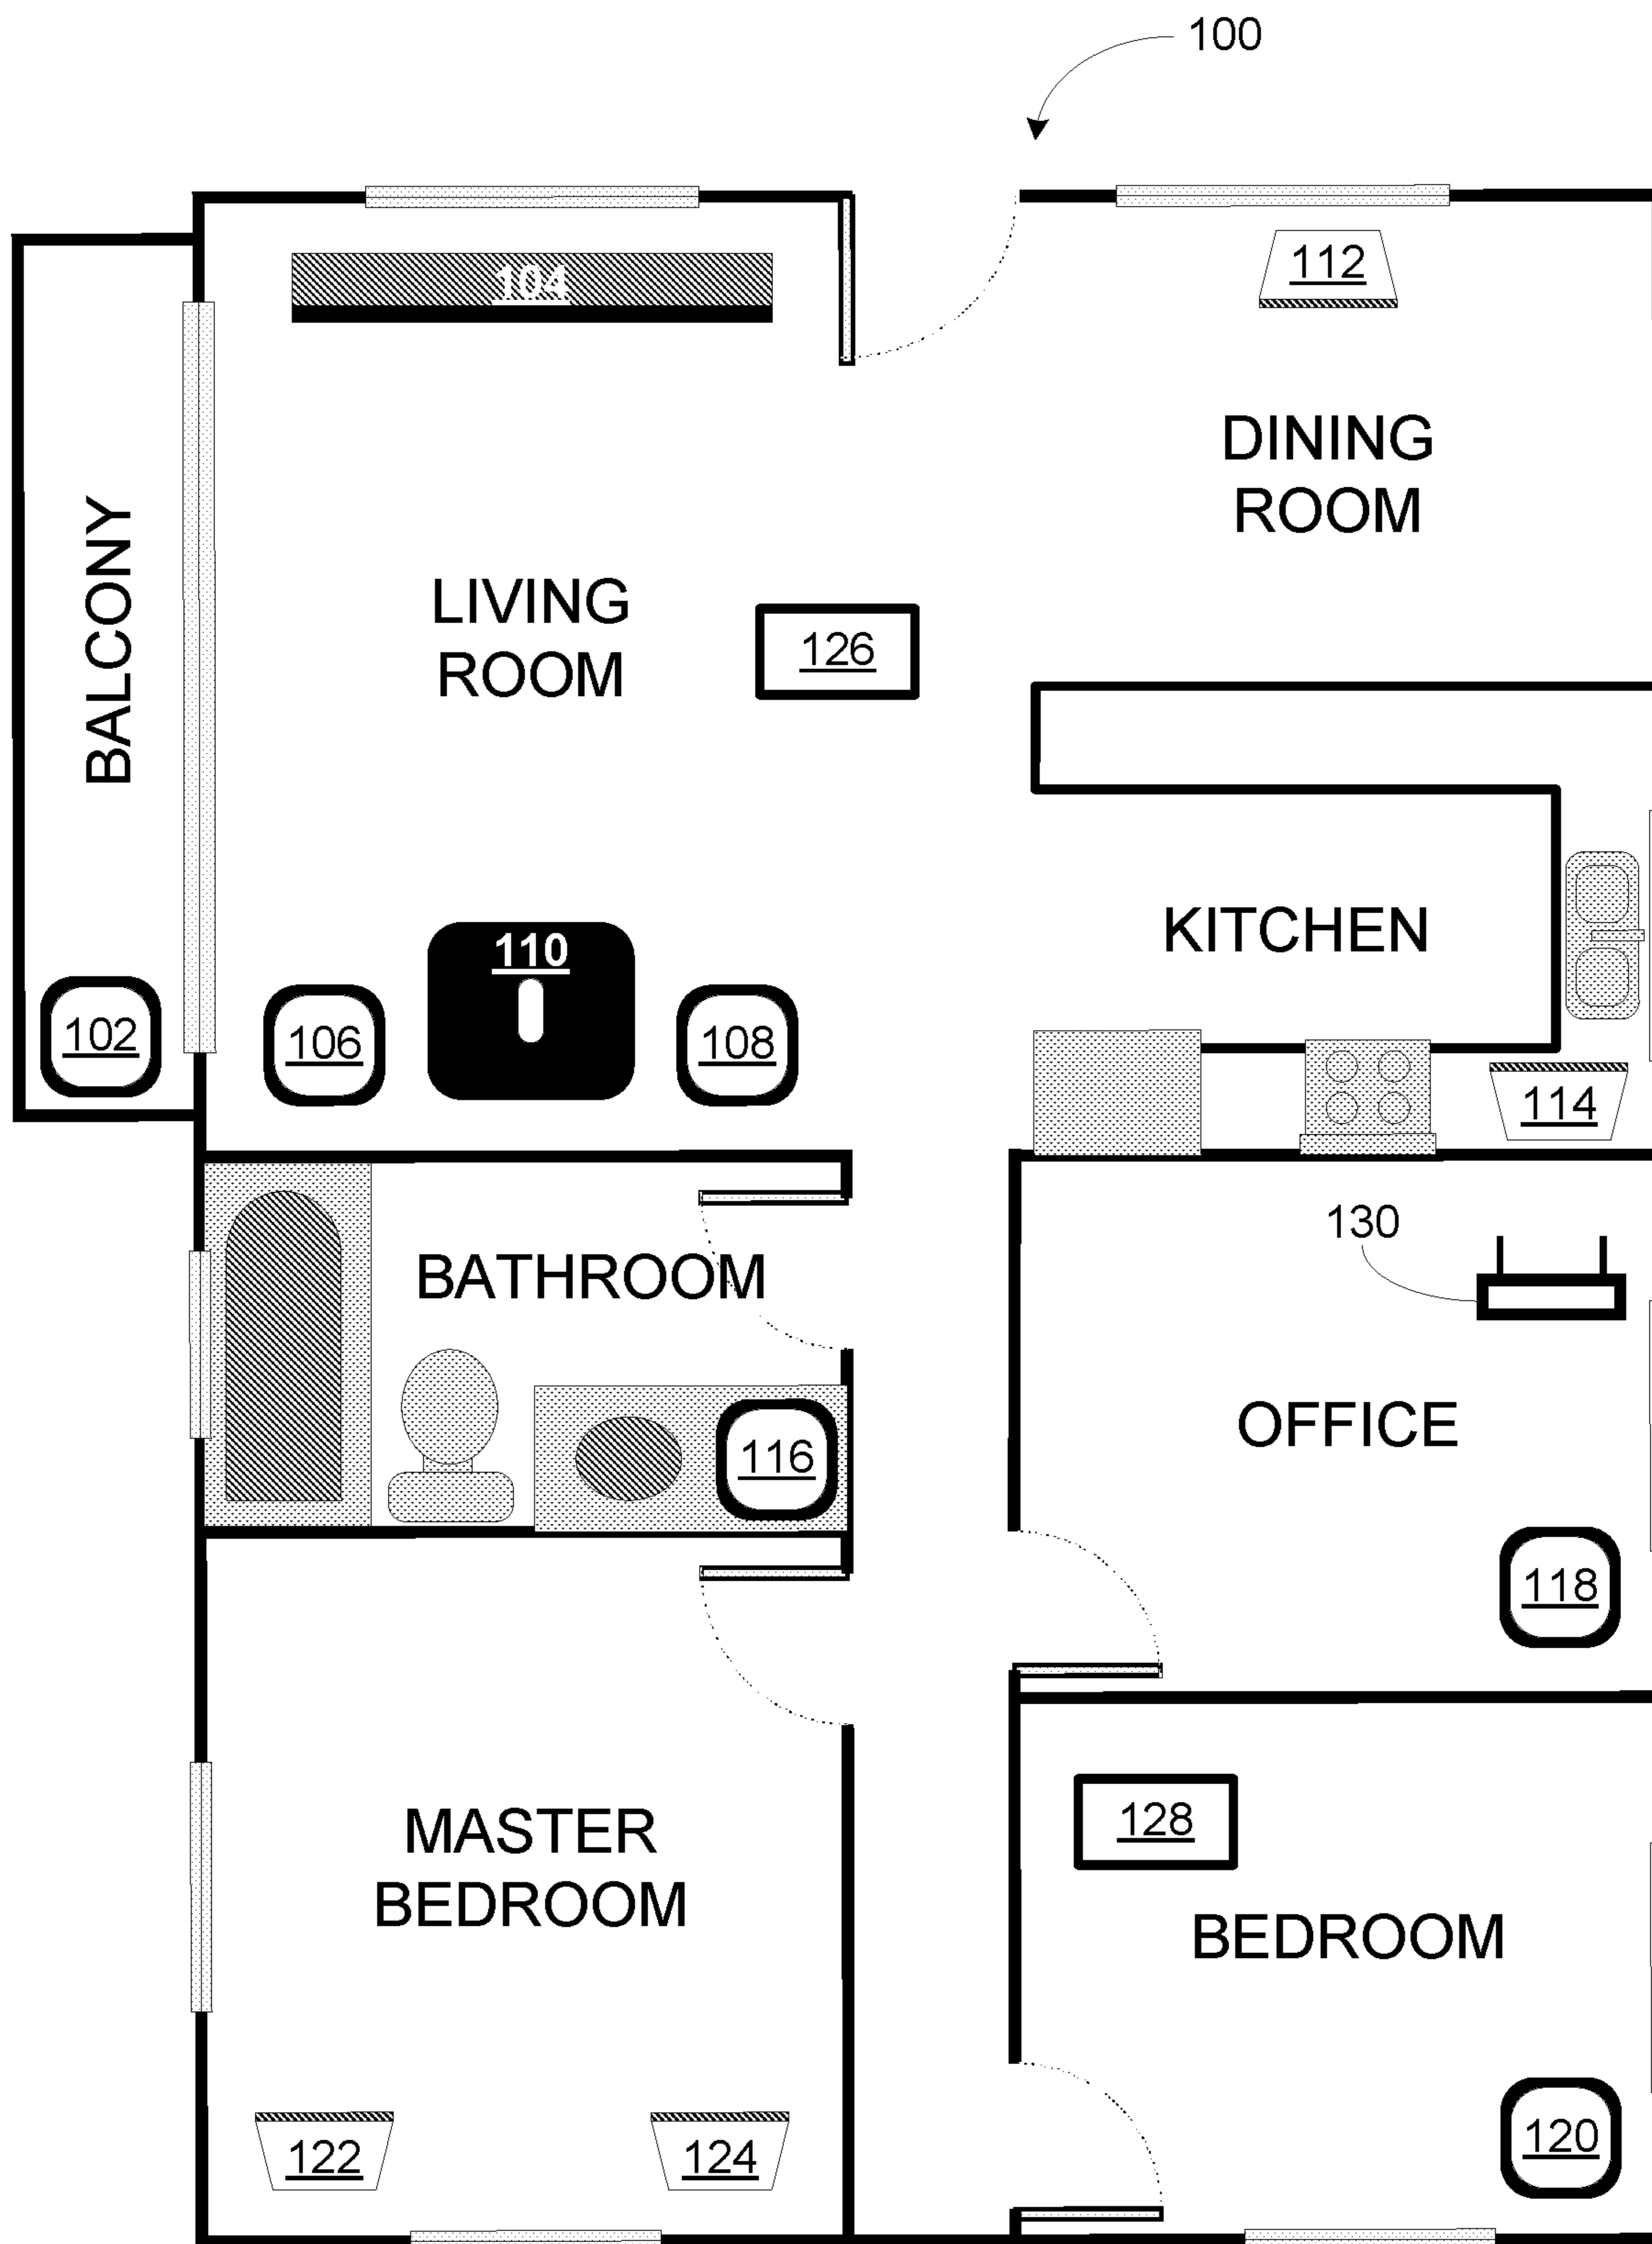 100
104
112
DINING
ROOM
BALCONY
LIVING
ROOM
126
KITCHEN
110
102
106
108
114
130
BATHROOM
OFFICE
116
118
MASTER
BEDROOM
128
BEDROOM
122
124
120